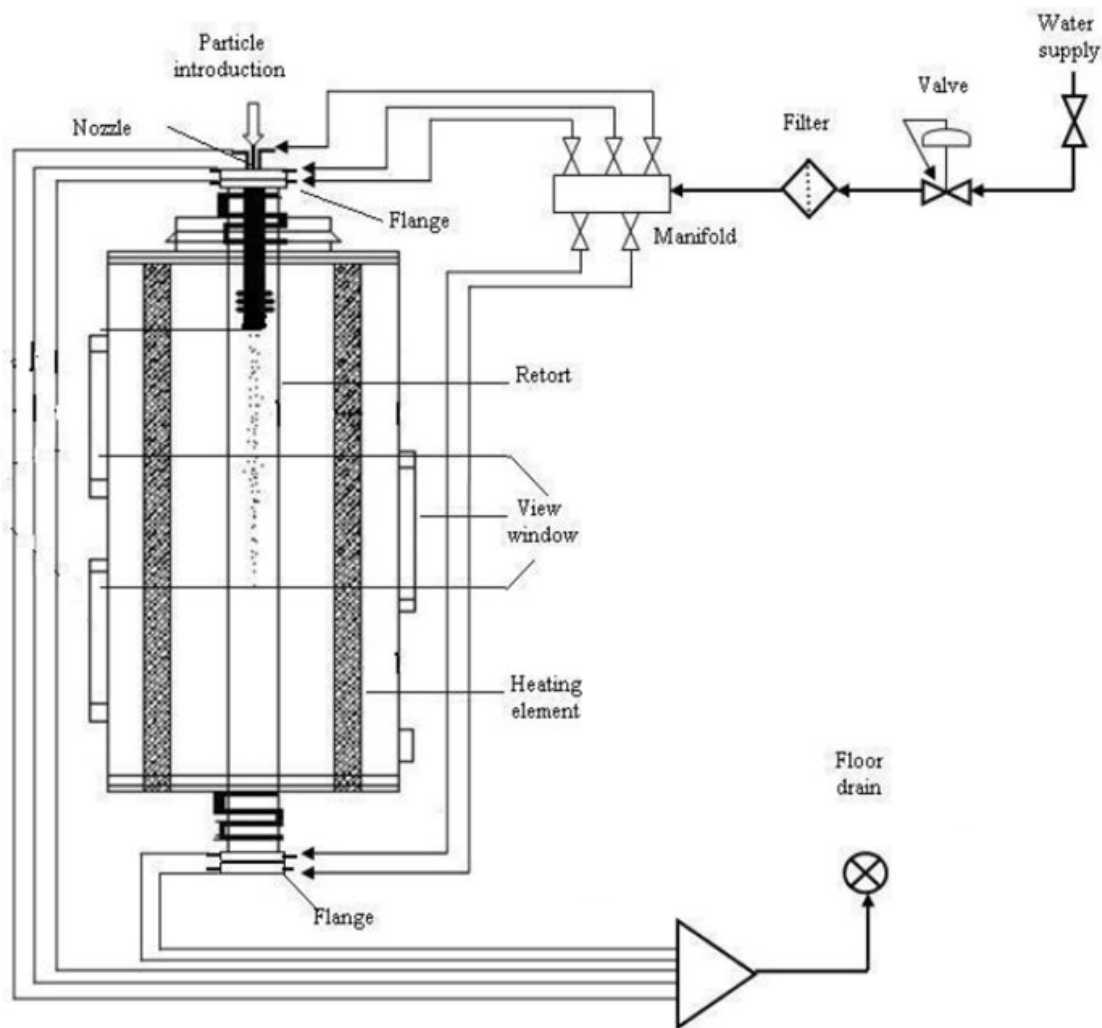 Particle
introduction
Water
supply
Valve
Filter
Nozzle
Flange
Manifold
Retort
View
window
Heating
element
Floor
drain
Flange